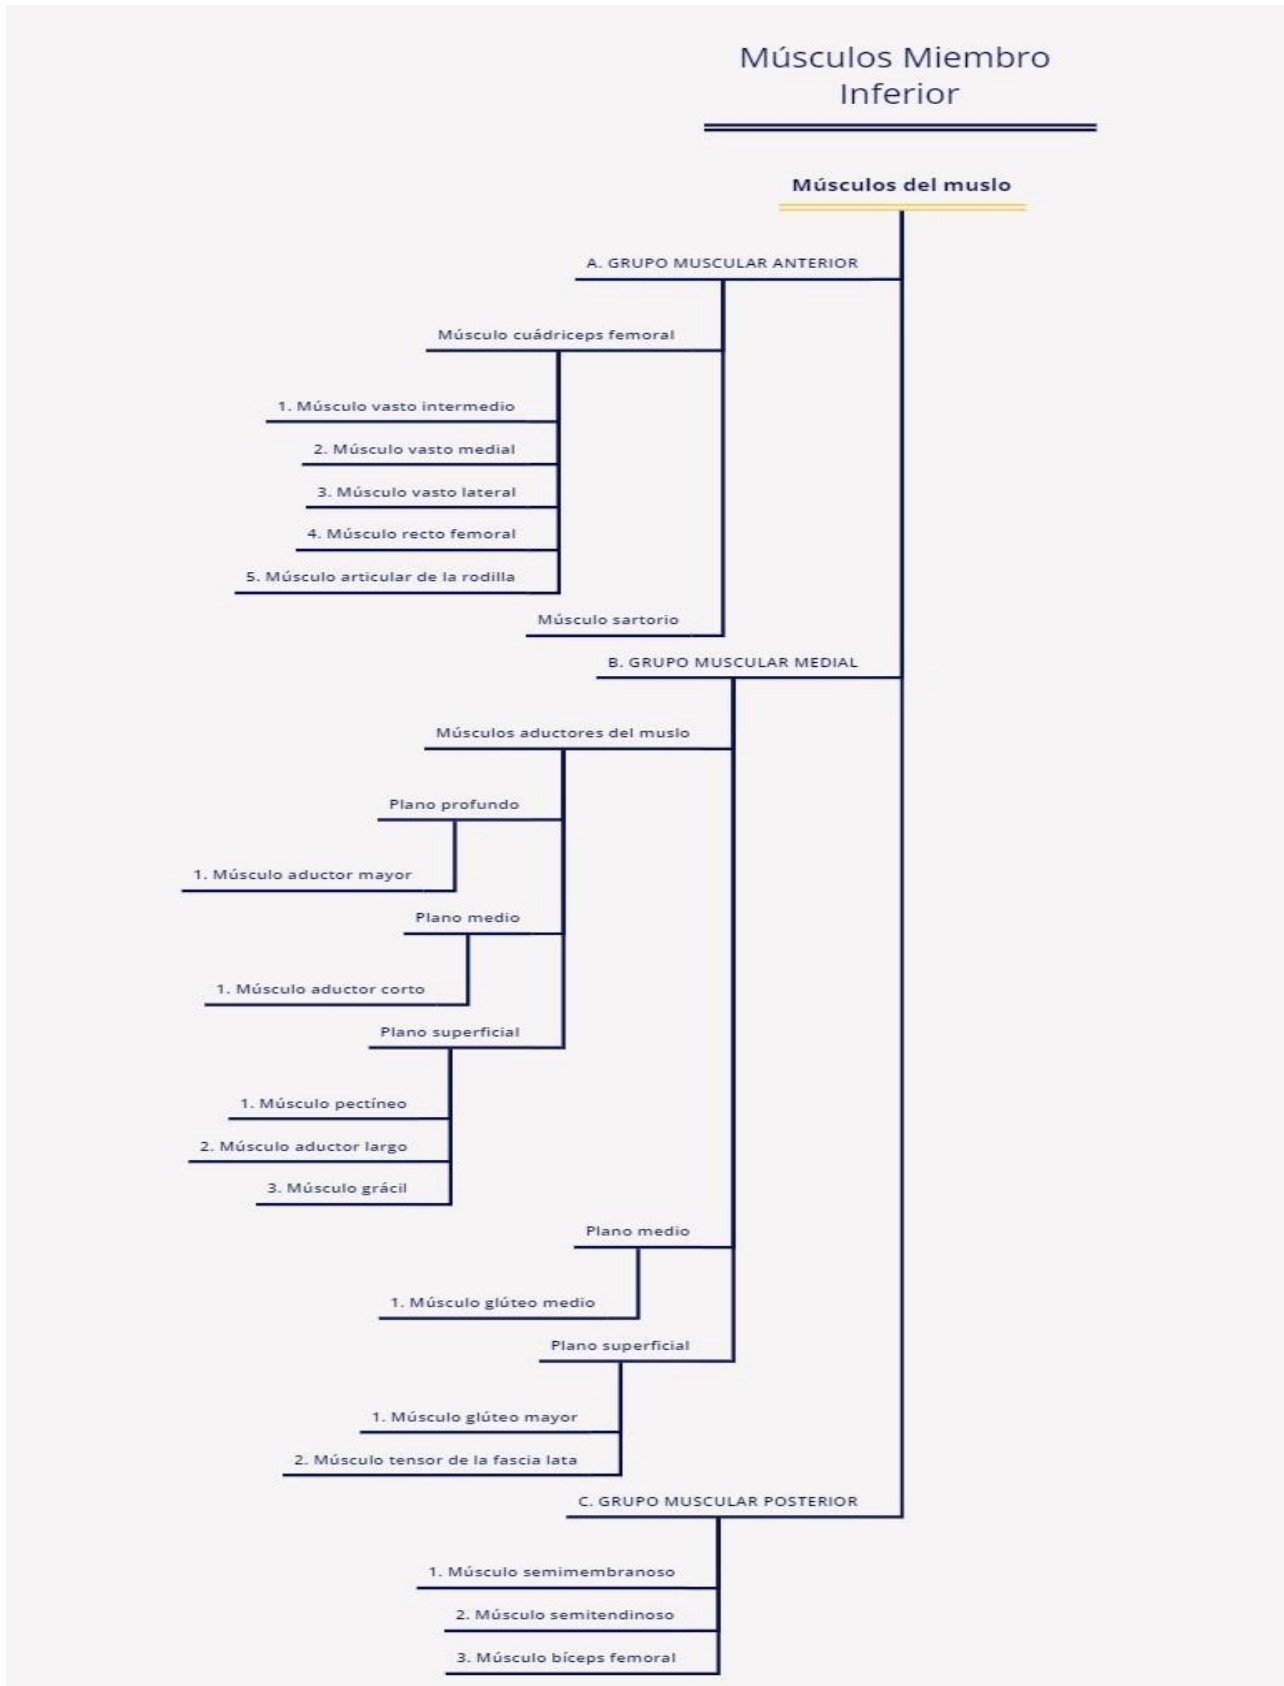 Músculos Miembro
Inferior
Músculos del muslo
A. GRUPO MUSCULAR ANTERIOR
Músculo cuádriceps femoral
1. Músculo vasto intermedio
2. Músculo vasto medial
3. Músculo vasto lateral
4. Músculo recto femoral
5. Músculo articular de la rodilla
Músculo sartorio
B. GRUPO MUSCULAR MEDIAL
Músculos aductores del muslo
Plano profundo
1. Músculo aductor mayor
Plano medio
1. Músculo aductor corto
Plano superficial
1. Músculo pectíneo
2. Músculo aductor largo
3. Músculo grácil
Plano medio
1. Músculo glúteo medio
Plano superficial
1. Músculo glúteo mayor
2. Músculo tensor de la fascia lata
C. GRUPO MUSCULAR POSTERIOR
1. Músculo semimembranoso
2. Músculo semitendinoso
3. Músculo bíceps femoral